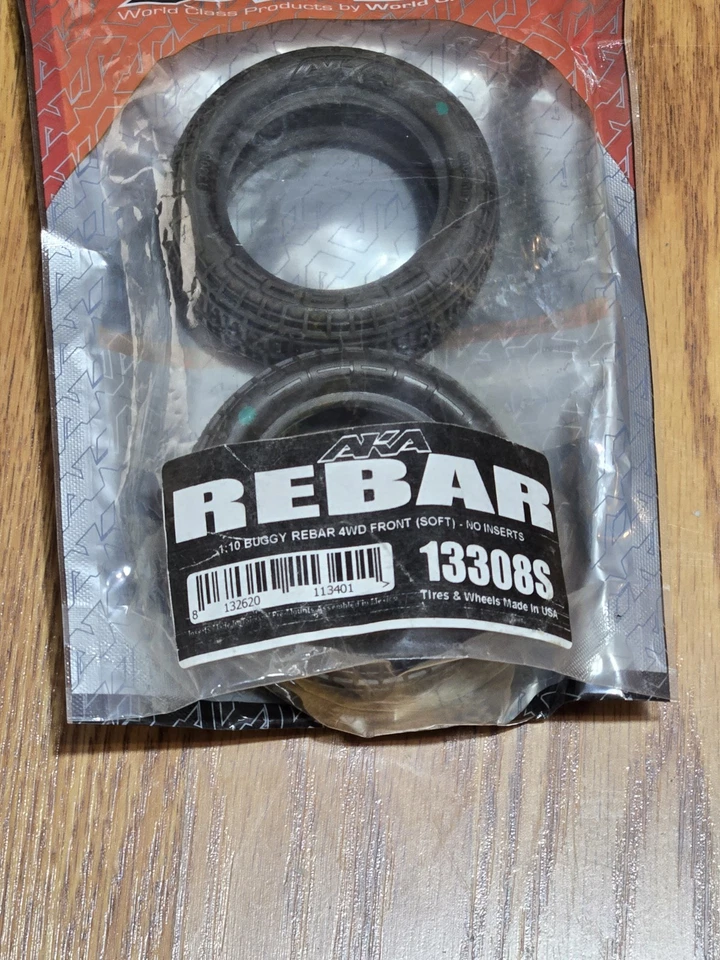 World Class Products by World
AKA
REBAR
1:10 BUGGY REBAR 4WD FRONT (SOFT) - NO INSERTS
13308S
8 132620 113401 7
Tires & Wheels Made in USA